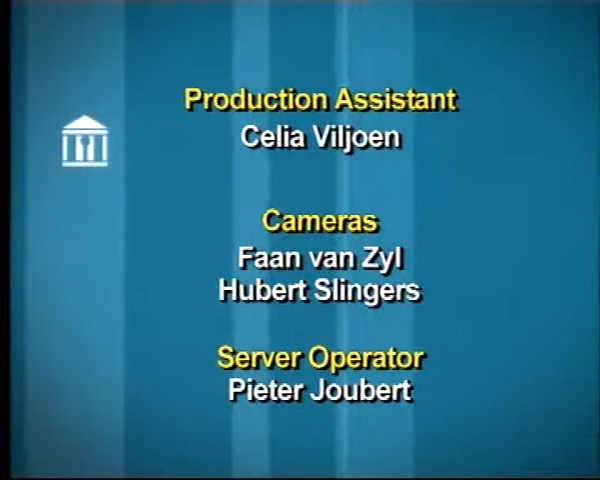 Production Assistant
Celia Viljoen
Cameras
Faan van Zyl
Hubert Slingers
Server Operator
Pieter Joubert